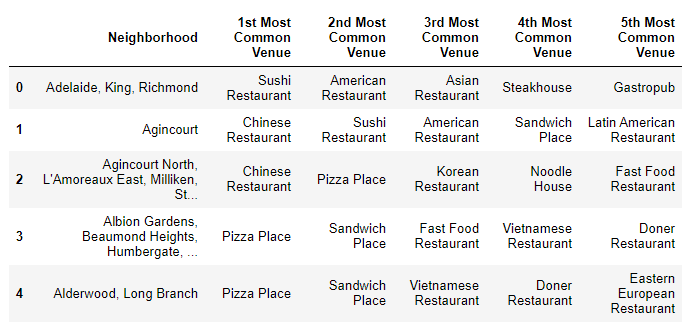 Neighborhood 1st Most Common Venue 2nd Most Common Venue 3rd Most Common Venue 4th Most Common Venue 5th Most Common Venue
0 Adelaide, King, Richmond Sushi Restaurant American Restaurant Asian Restaurant Steakhouse Gastropub
1 Agincourt Chinese Restaurant Sushi Restaurant American Restaurant Sandwich Place Latin American Restaurant
2 Agincourt North, L'Amoreaux East, Milliken, St... Chinese Restaurant Pizza Place Korean Restaurant Noodle House Fast Food Restaurant
3 Albion Gardens, Beaumond Heights, Humbergate, ... Pizza Place Sandwich Place Fast Food Restaurant Vietnamese Restaurant Doner Restaurant
4 Alderwood, Long Branch Pizza Place Sandwich Place Vietnamese Restaurant Doner Restaurant Eastern European Restaurant